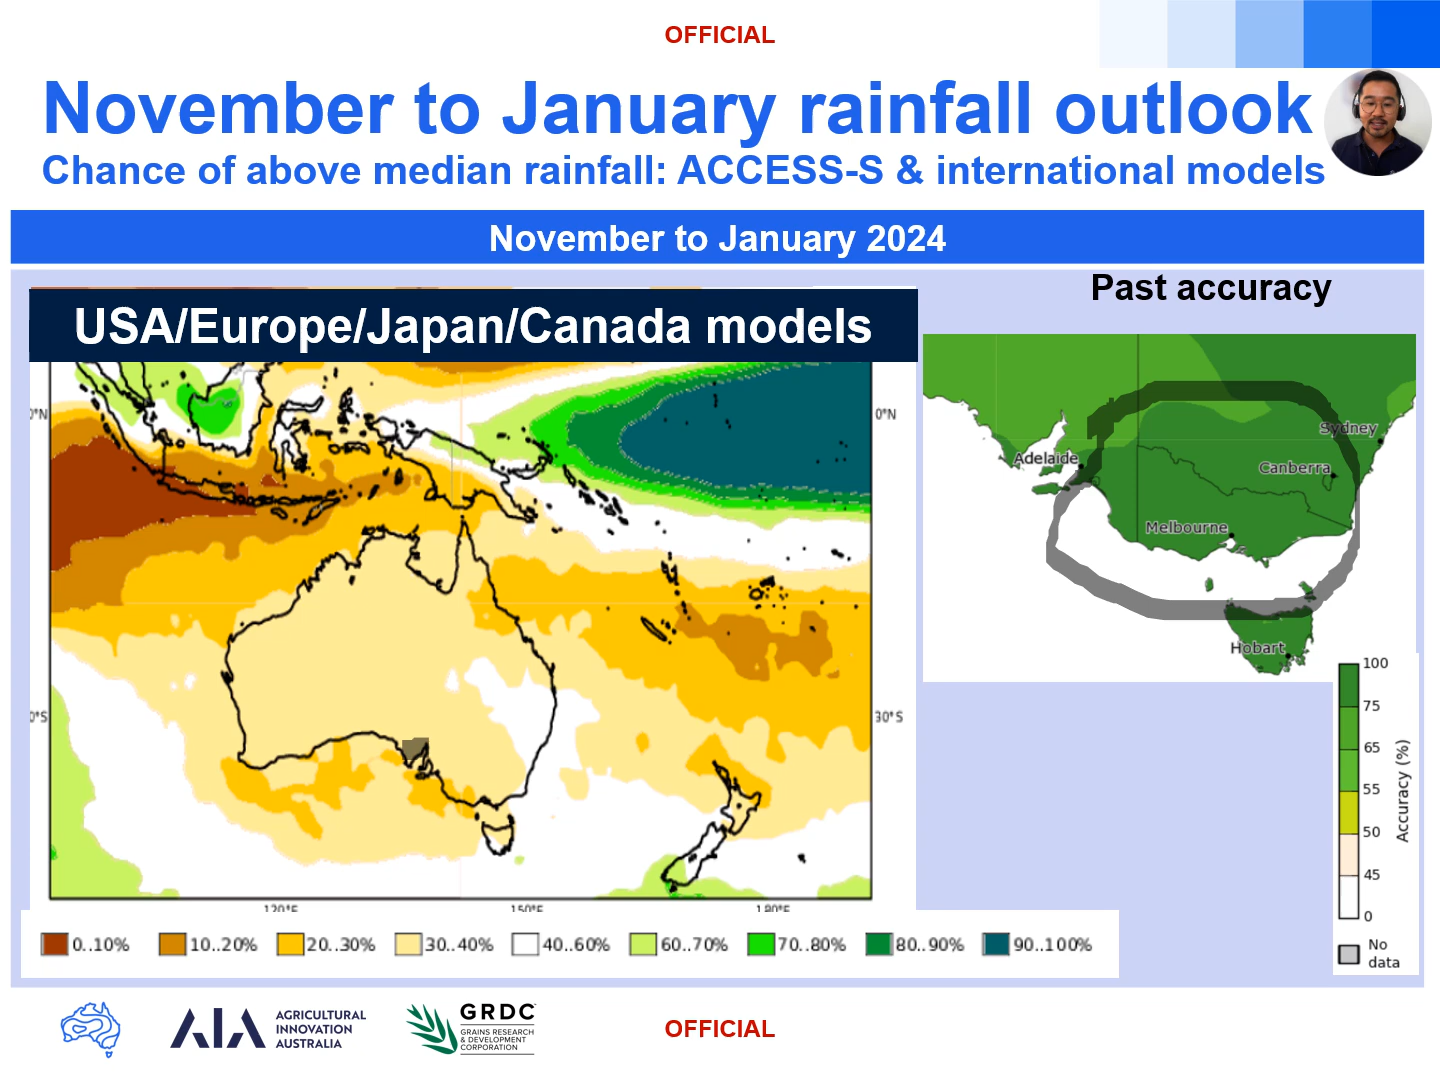 OFFICIAL
November to January rainfall outlook
Chance of above median rainfall: ACCESS-S & international models
November to January 2024
Past accuracy
USA/Europe/Japan/Canada models
0°N
0°N
0°S
30°S
120°E
150°E
180°E
Sydney
Adelaide
Canberra
Melbourne
Hobart
100
75
65
55
50
45
0
Accuracy (%)
No
data
0..10%
10..20%
20..30%
30..40%
40..60%
60..70%
70..80%
80..90%
90..100%
AIA
AGRICULTURAL
INNOVATION
AUSTRALIA
GRDC
GRAINS RESEARCH
& DEVELOPMENT
CORPORATION
OFFICIAL